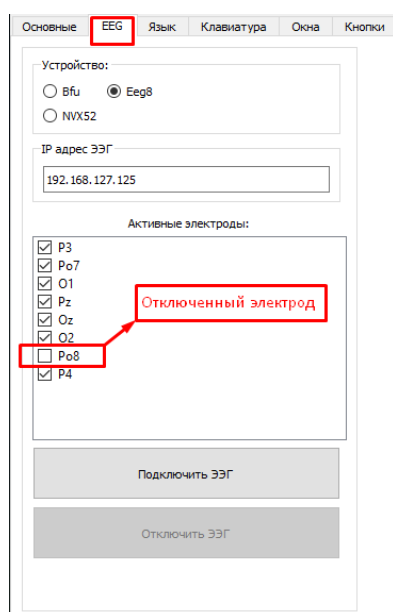 Основные EEG Язык Клавиатура Окна Кнопки
Устройство:
Bfu Eeg8
NVX52
IP адрес ЭЭГ
192.168.127.125
Активные электроды:
P3
Po7
O1
Pz
Отключенный электрод
Oz
O2
Po8
P4
Подключить ЭЭГ
Отключить ЭЭГ